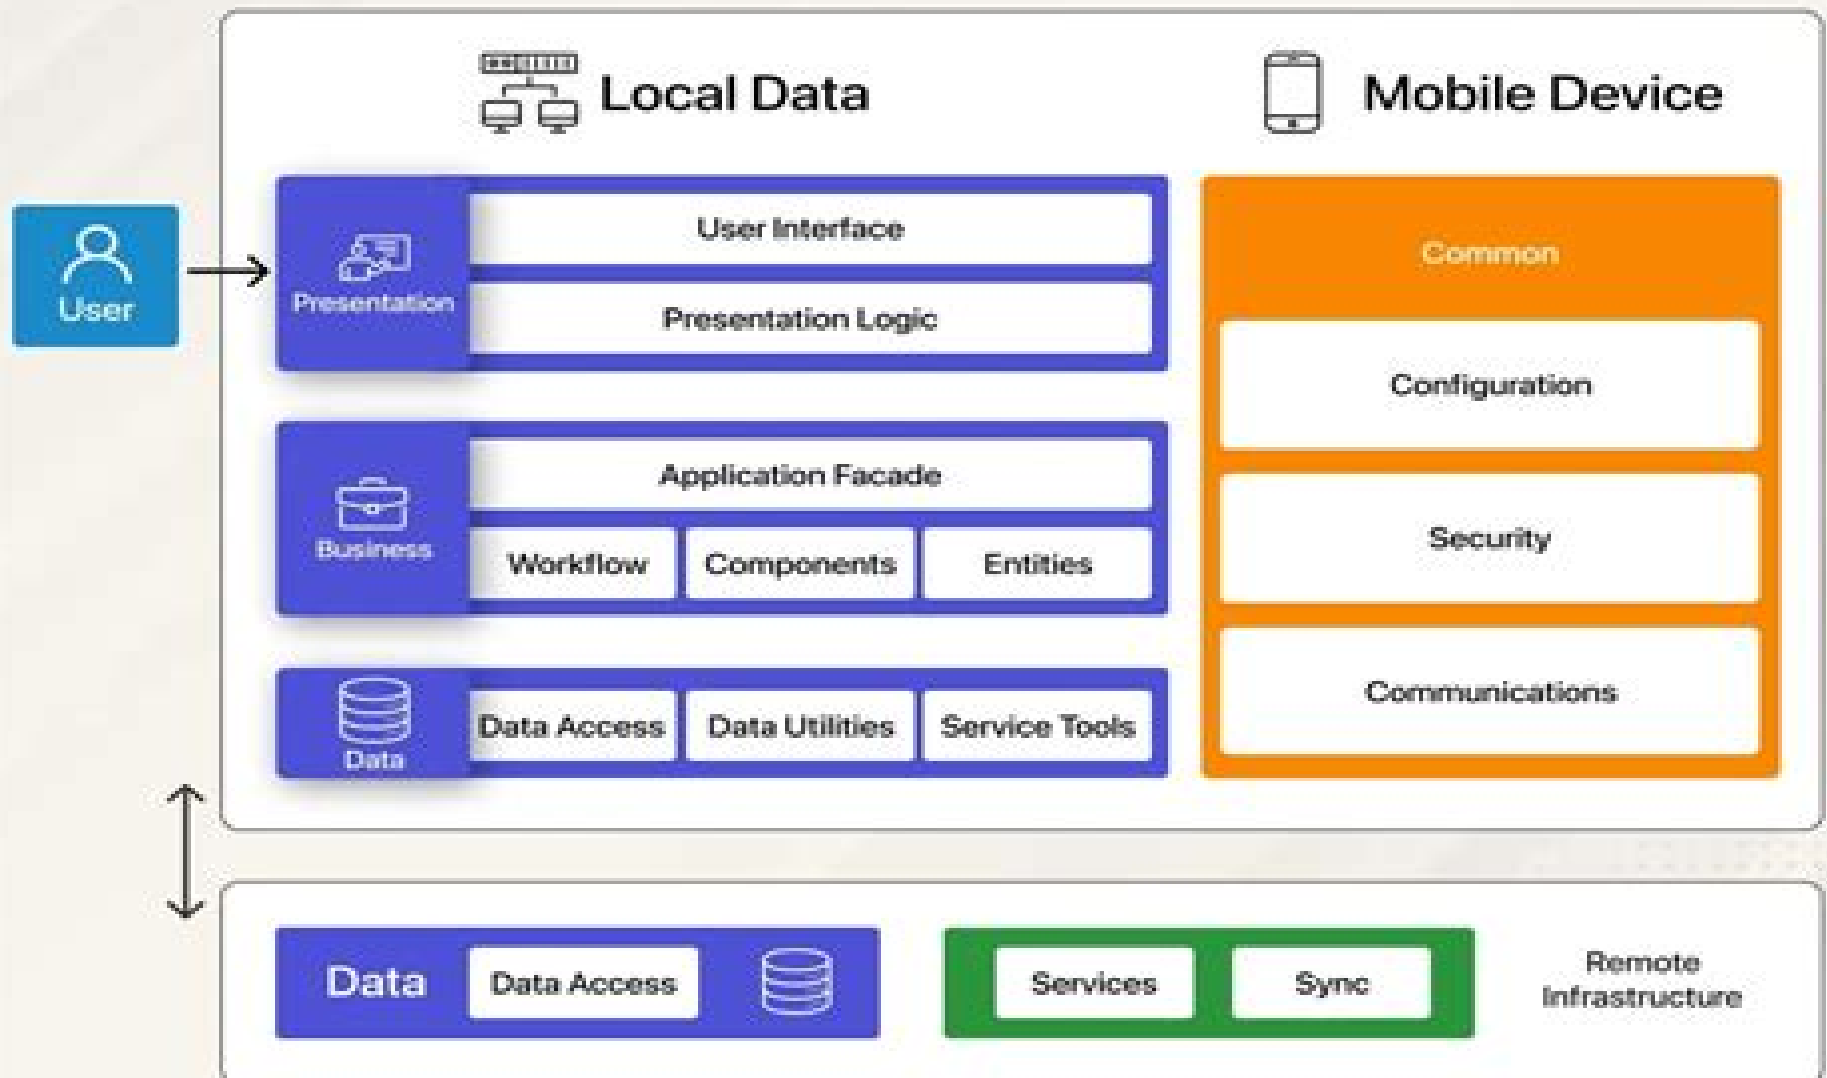 Local Data
Mobile Device
User
Presentation
User Interface
Presentation Logic
Business
Application Facade
Workflow
Components
Entities
Data
Data Access
Data Utilities
Service Tools
Common
Configuration
Security
Communications
Data
Data Access
Services
Sync
Remote
Infrastructure